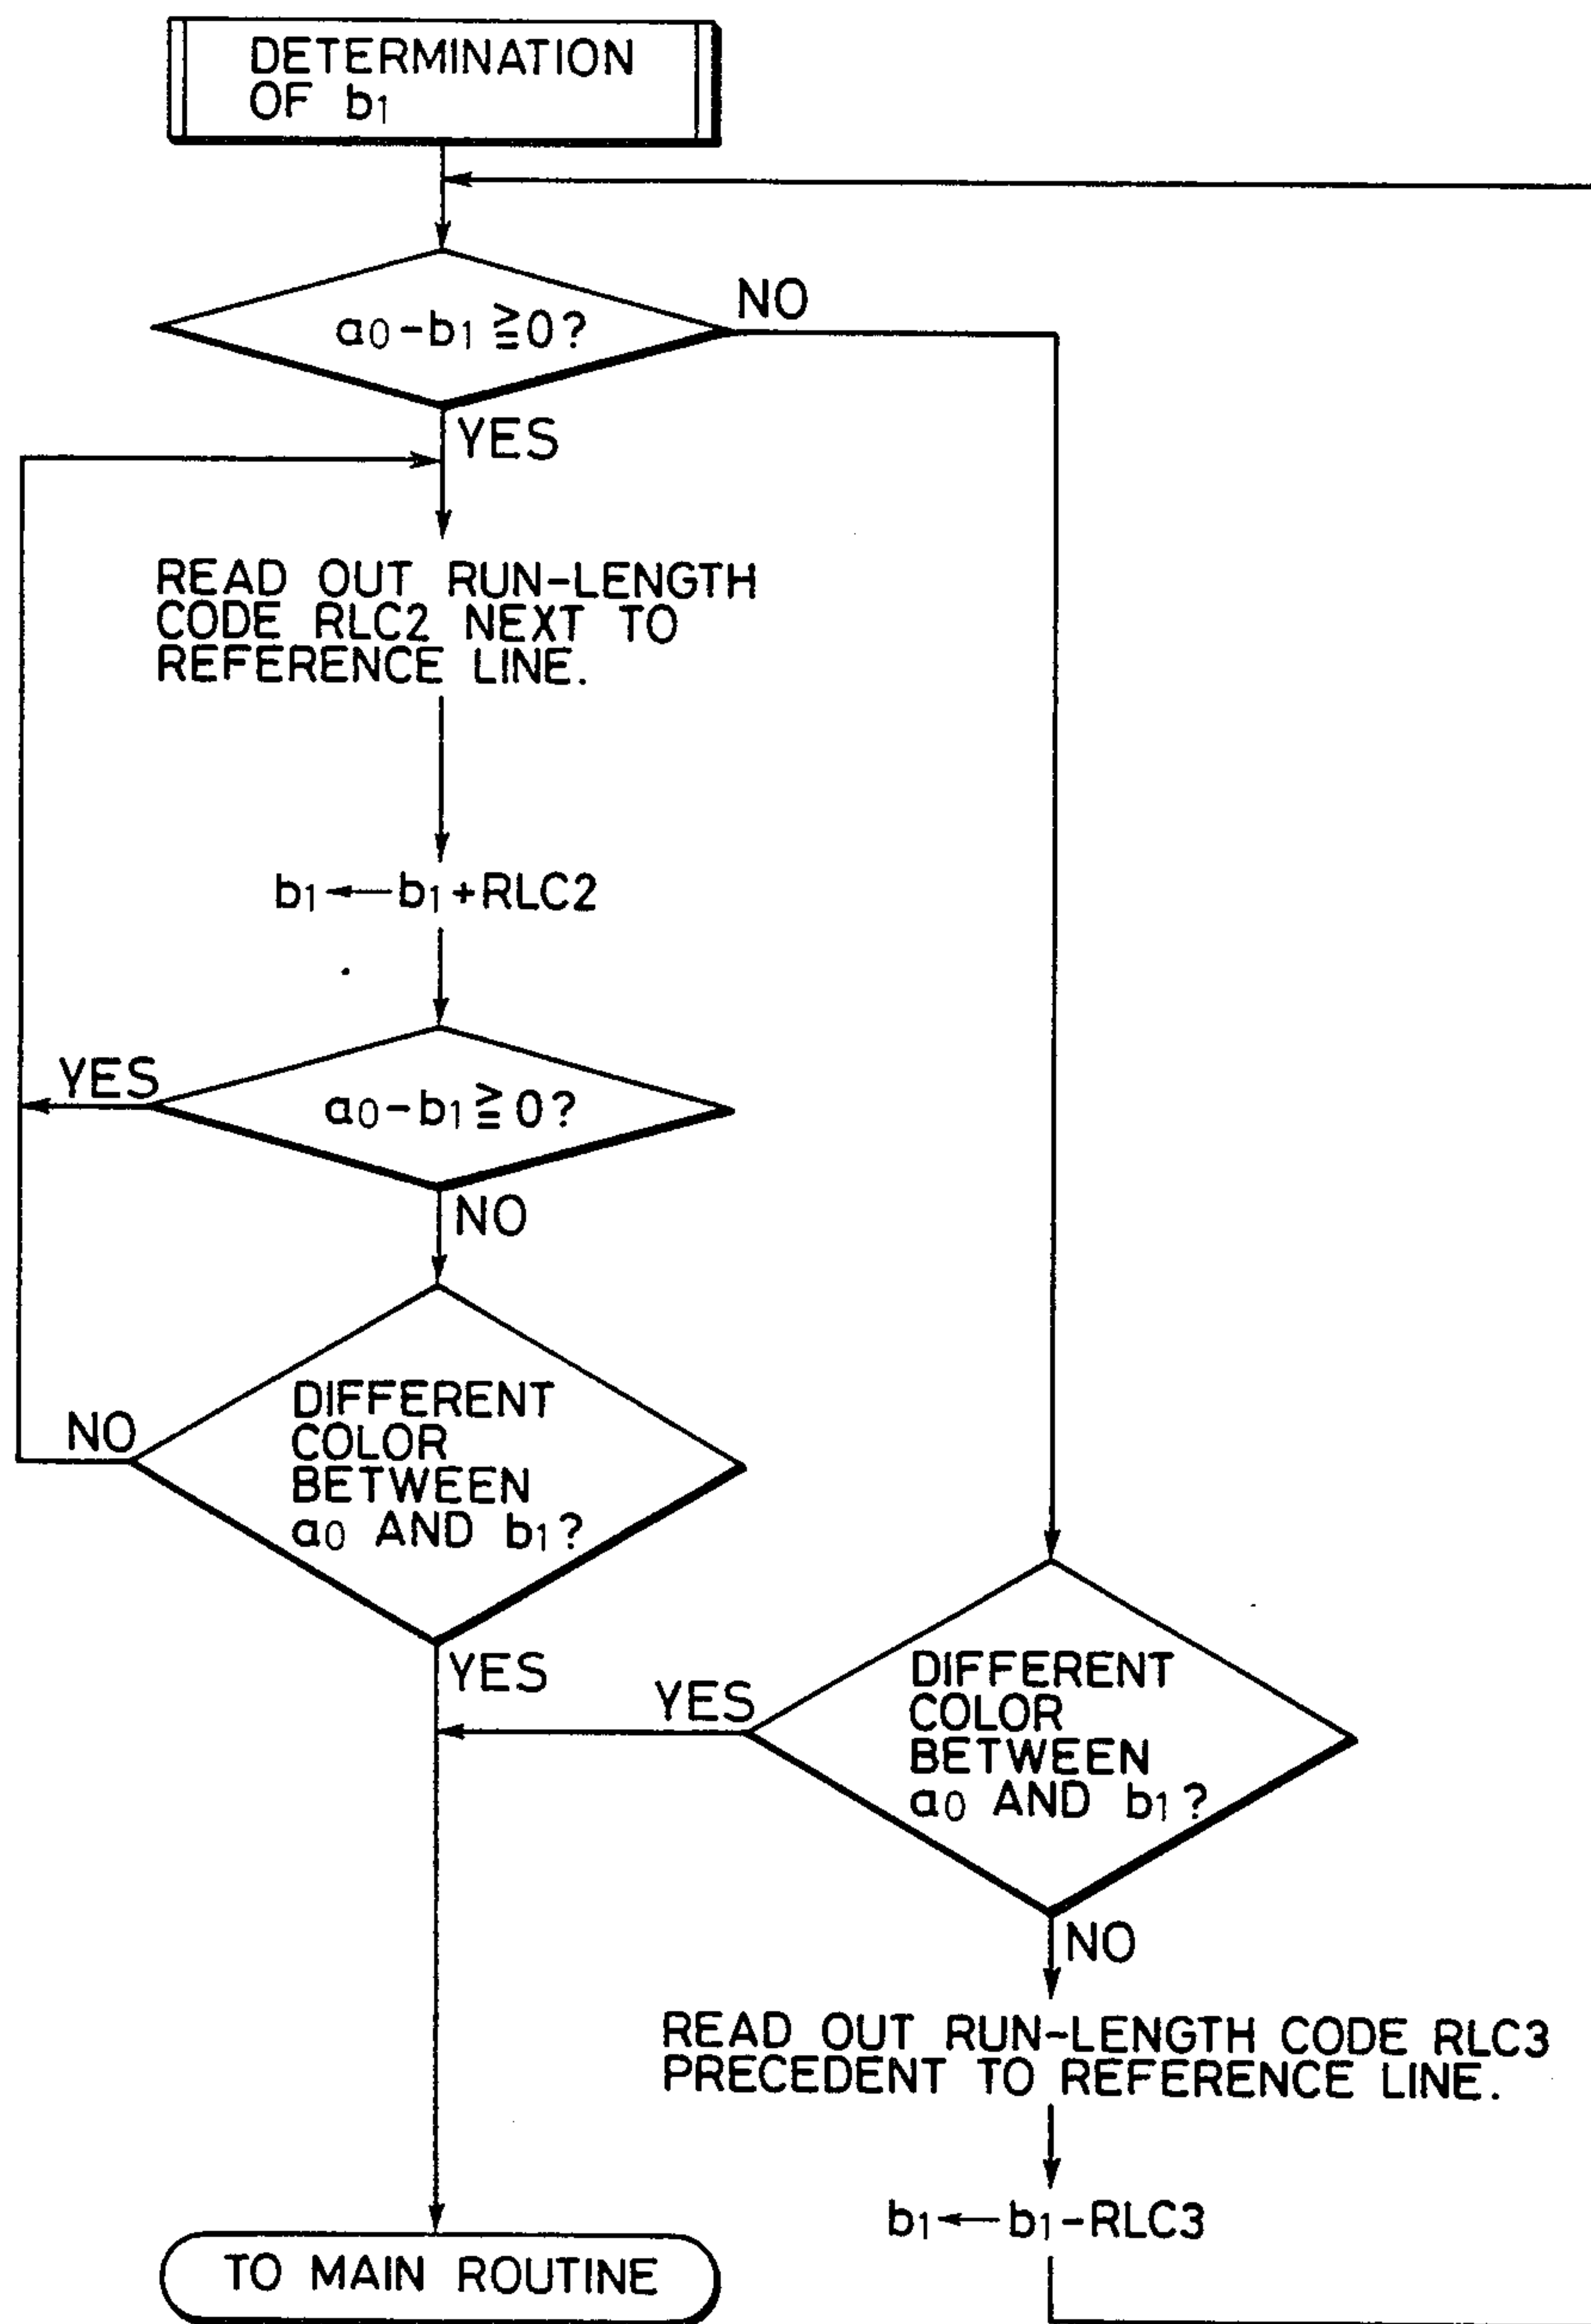 DETERMINATION
OF b1
a0-b1≧0?
NO
YES
READ OUT RUN-LENGTH
CODE RLC2 NEXT TO
REFERENCE LINE.
b1←b1+RLC2
YES
a0-b1≧0?
NO
DIFFERENT
COLOR
BETWEEN
a0 AND b1?
NO
YES
YES
DIFFERENT
COLOR
BETWEEN
a0 AND b1?
NO
READ OUT RUN-LENGTH CODE RLC3
PRECEDENT TO REFERENCE LINE.
b1←b1-RLC3
TO MAIN ROUTINE